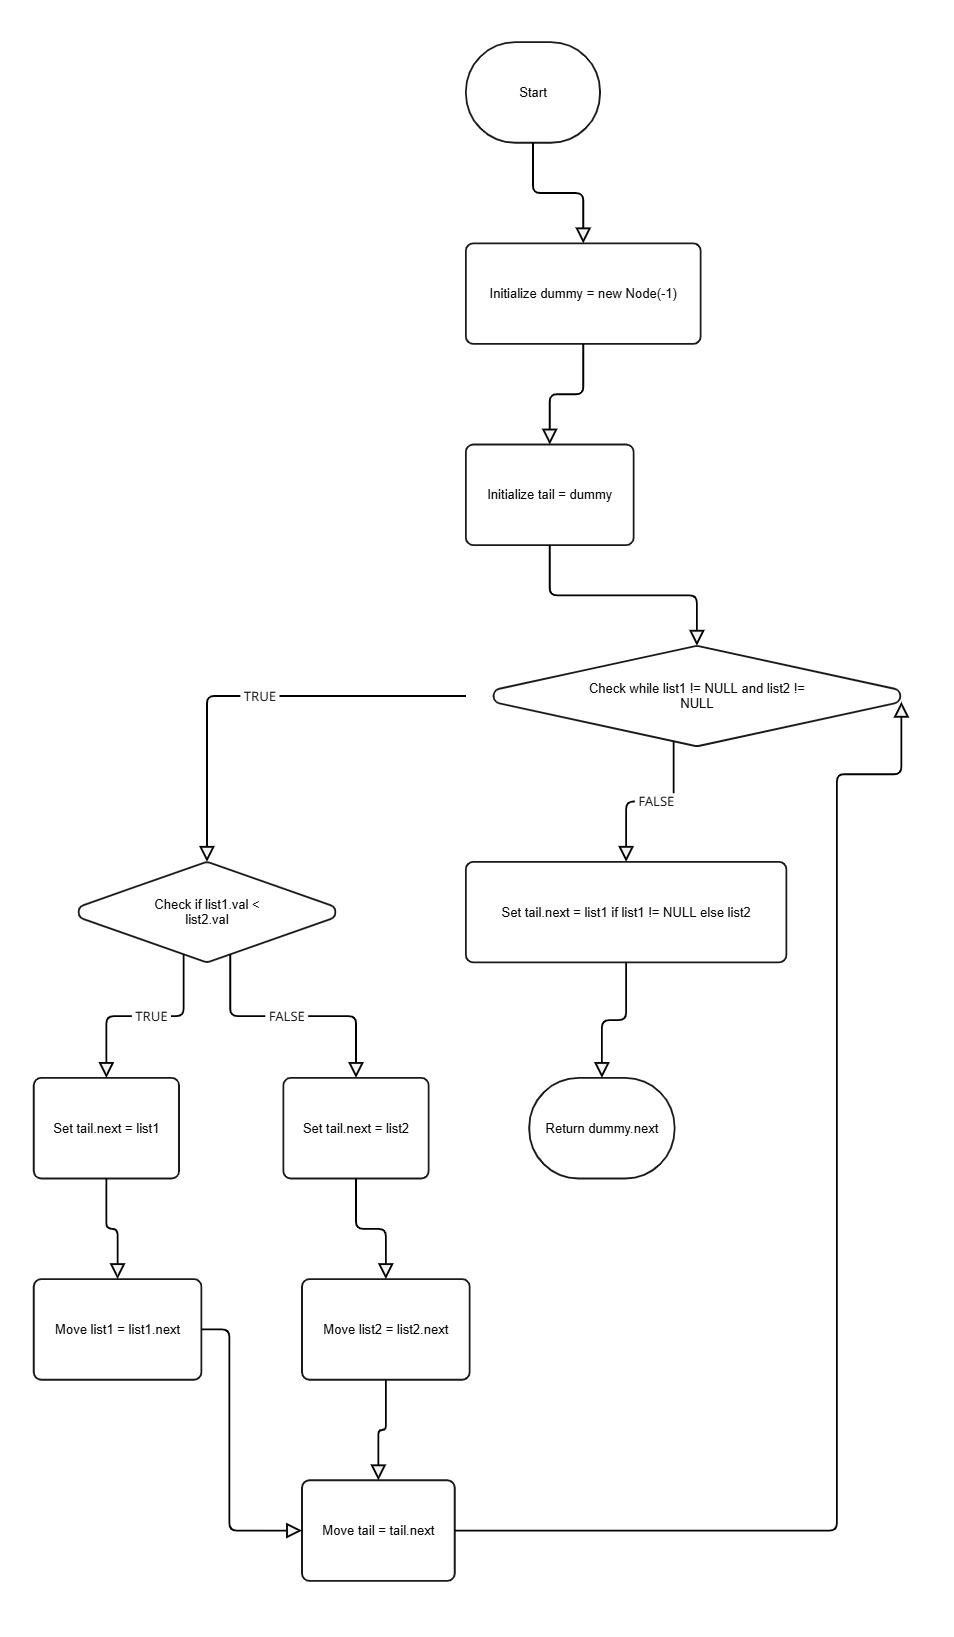 Start
Initialize dummy = new Node(-1)
Initialize tail = dummy
Check while list1 != NULL and list2 !=
NULL
TRUE
FALSE
Check if list1.val <
list2.val
Set tail.next = list1 if list1 != NULL else list2
TRUE
FALSE
Set tail.next = list1
Set tail.next = list2
Return dummy.next
Move list1 = list1.next
Move list2 = list2.next
Move tail = tail.next